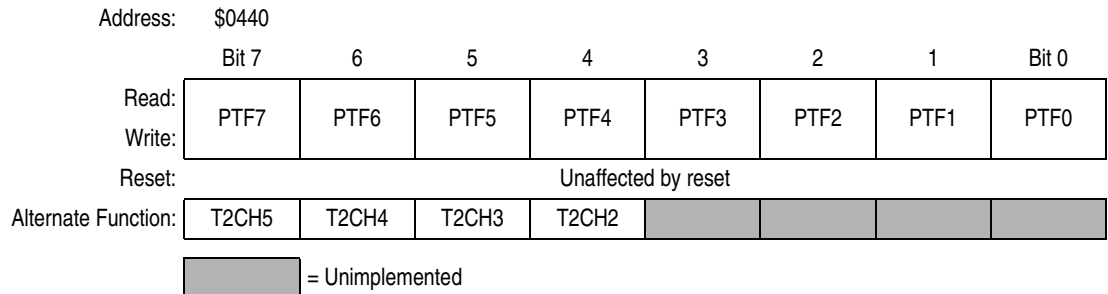 Address: $0440
Bit 7 6 5 4 3 2 1 Bit 0
Read:
PTF7 PTF6 PTF5 PTF4 PTF3 PTF2 PTF1 PTF0
Write:
Reset: Unaffected by reset
Alternate Function: T2CH5 T2CH4 T2CH3 T2CH2
= Unimplemented